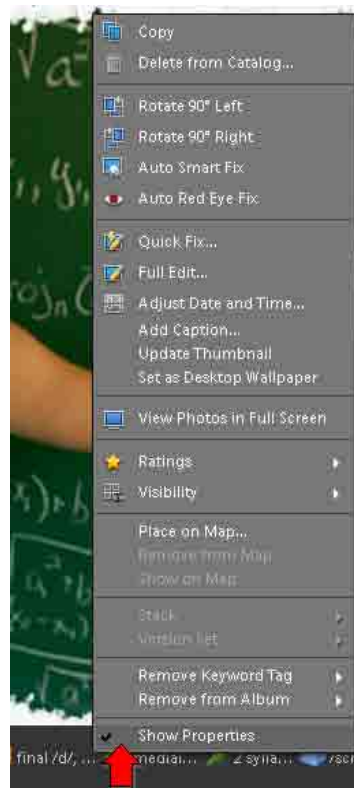 Copy
Delete from Catalog...
Rotate 90° Left
Rotate 90° Right
Auto Smart Fix
Auto Red Eye Fix
Quick Fix...
Full Edit...
Adjust Date and Time...
Add Caption...
Update Thumbnail
Set as Desktop Wallpaper
View Photos in Full Screen
Ratings
Visibility
Place on Map...
Remove from Map
Show on Map
Stack
Version Set
Remove Keyword Tag
Remove from Album
Show Properties
final /d/, ...